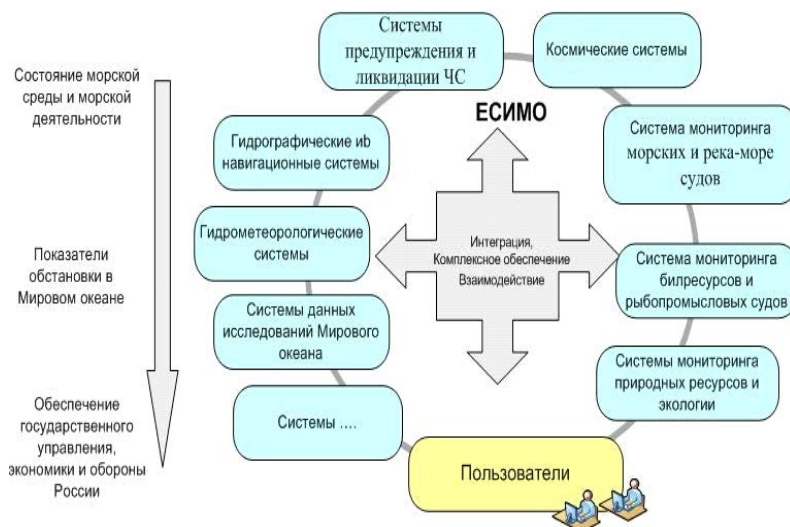 Состояние морской
среды и морской
деятельности
Показатели
обстановки в
Мировом океане
Обеспечение
государственного
управления,
экономики и обороны
России
Системы
предупреждения и
ликвидации ЧС
Космические системы
ЕСИМО
Гидрографические иb
навигационные системы
Система мониторинга
морских и река-море
судов
Гидрометеорологические
системы
Интеграция,
Комплексное обеспечение
Взаимодействие
Система мониторинга
билресурсов и
рыбопромысловых судов
Системы данных
исследований Мирового
океана
Системы мониторинга
природных ресурсов и
экологии
Системы ....
Пользователи